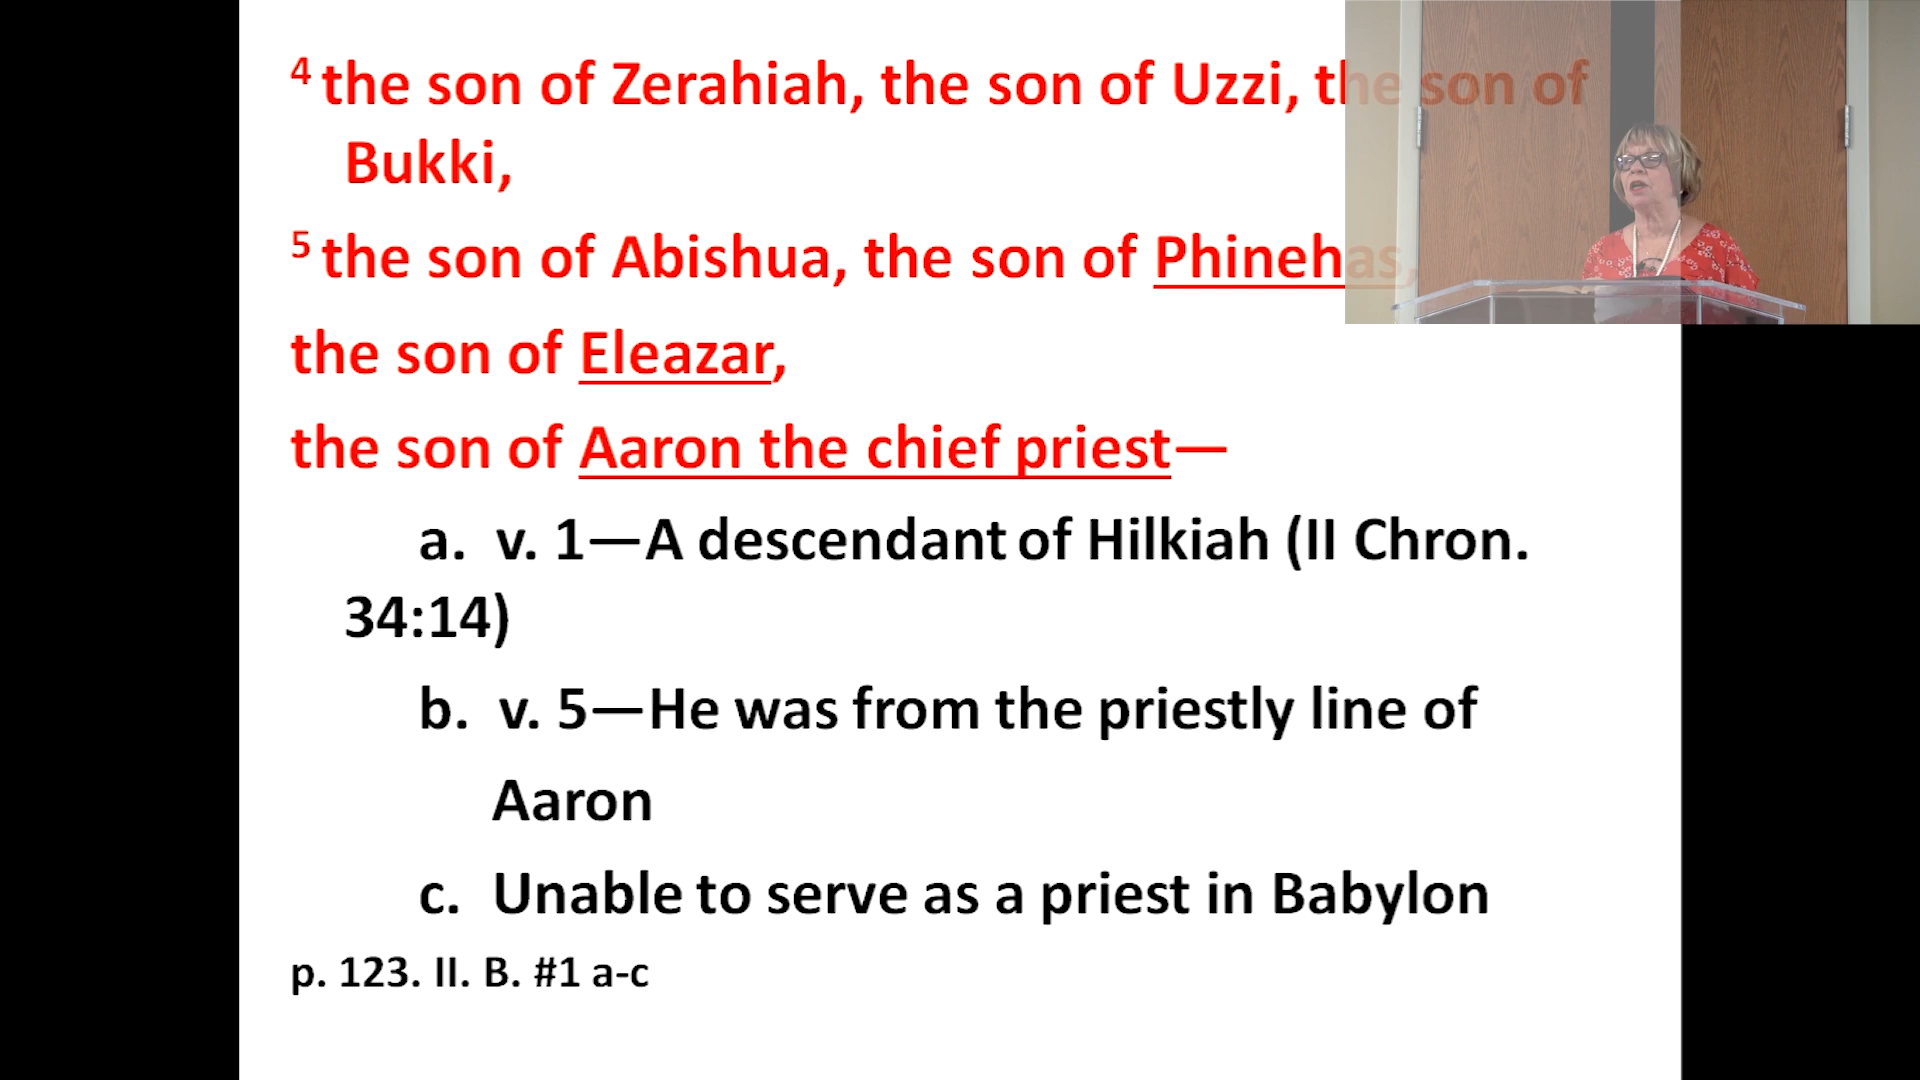 4 the son of Zerahiah, the son of Uzzi, the son of
Bukki,
5 the son of Abishua, the son of Phinehas,
the son of Eleazar,
the son of Aaron the chief priest—
a. v. 1—A descendant of Hilkiah (II Chron.
34:14)
b. v. 5—He was from the priestly line of
Aaron
c. Unable to serve as a priest in Babylon
p. 123. II. B. #1 a-c